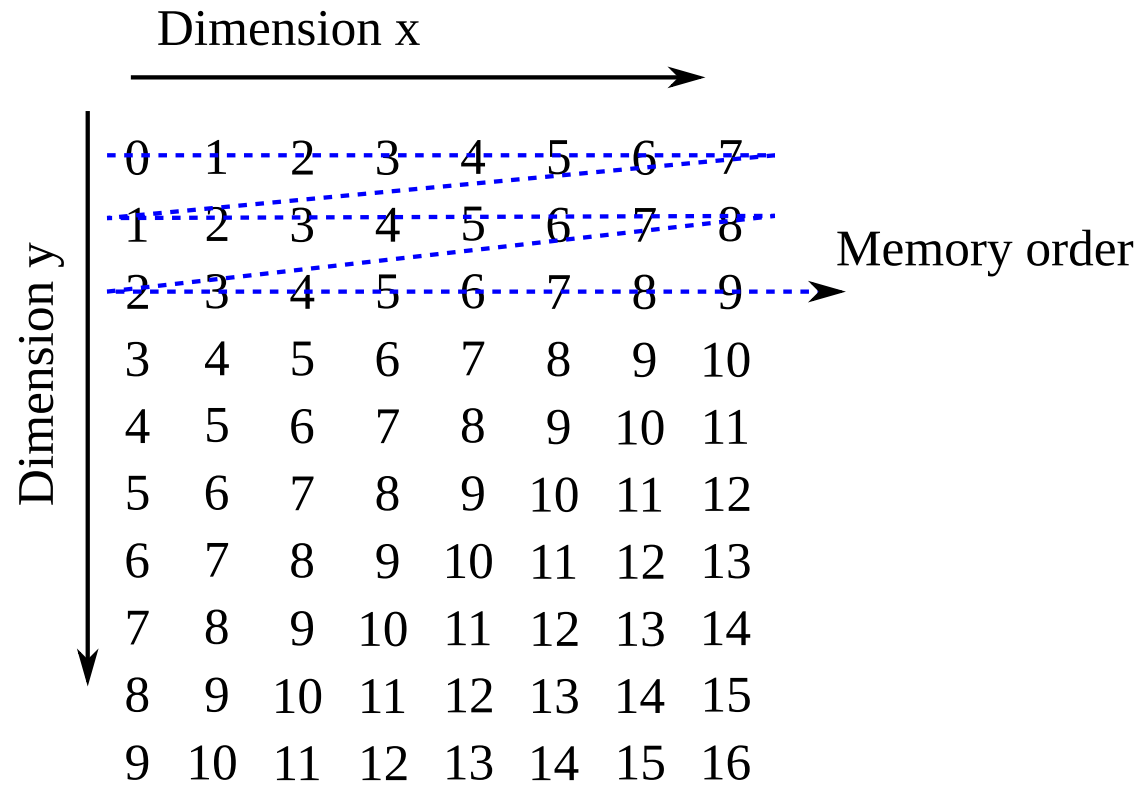 Dimension x
0 1 2 3 4 5 6 7
1 2 3 4 5 6 7 8
Memory order
2 3 4 5 6 7 8 9
Dimension y
3 4 5 6 7 8 9 10
4 5 6 7 8 9 10 11
5 6 7 8 9 10 11 12
6 7 8 9 10 11 12 13
7 8 9 10 11 12 13 14
8 9 10 11 12 13 14 15
9 10 11 12 13 14 15 16